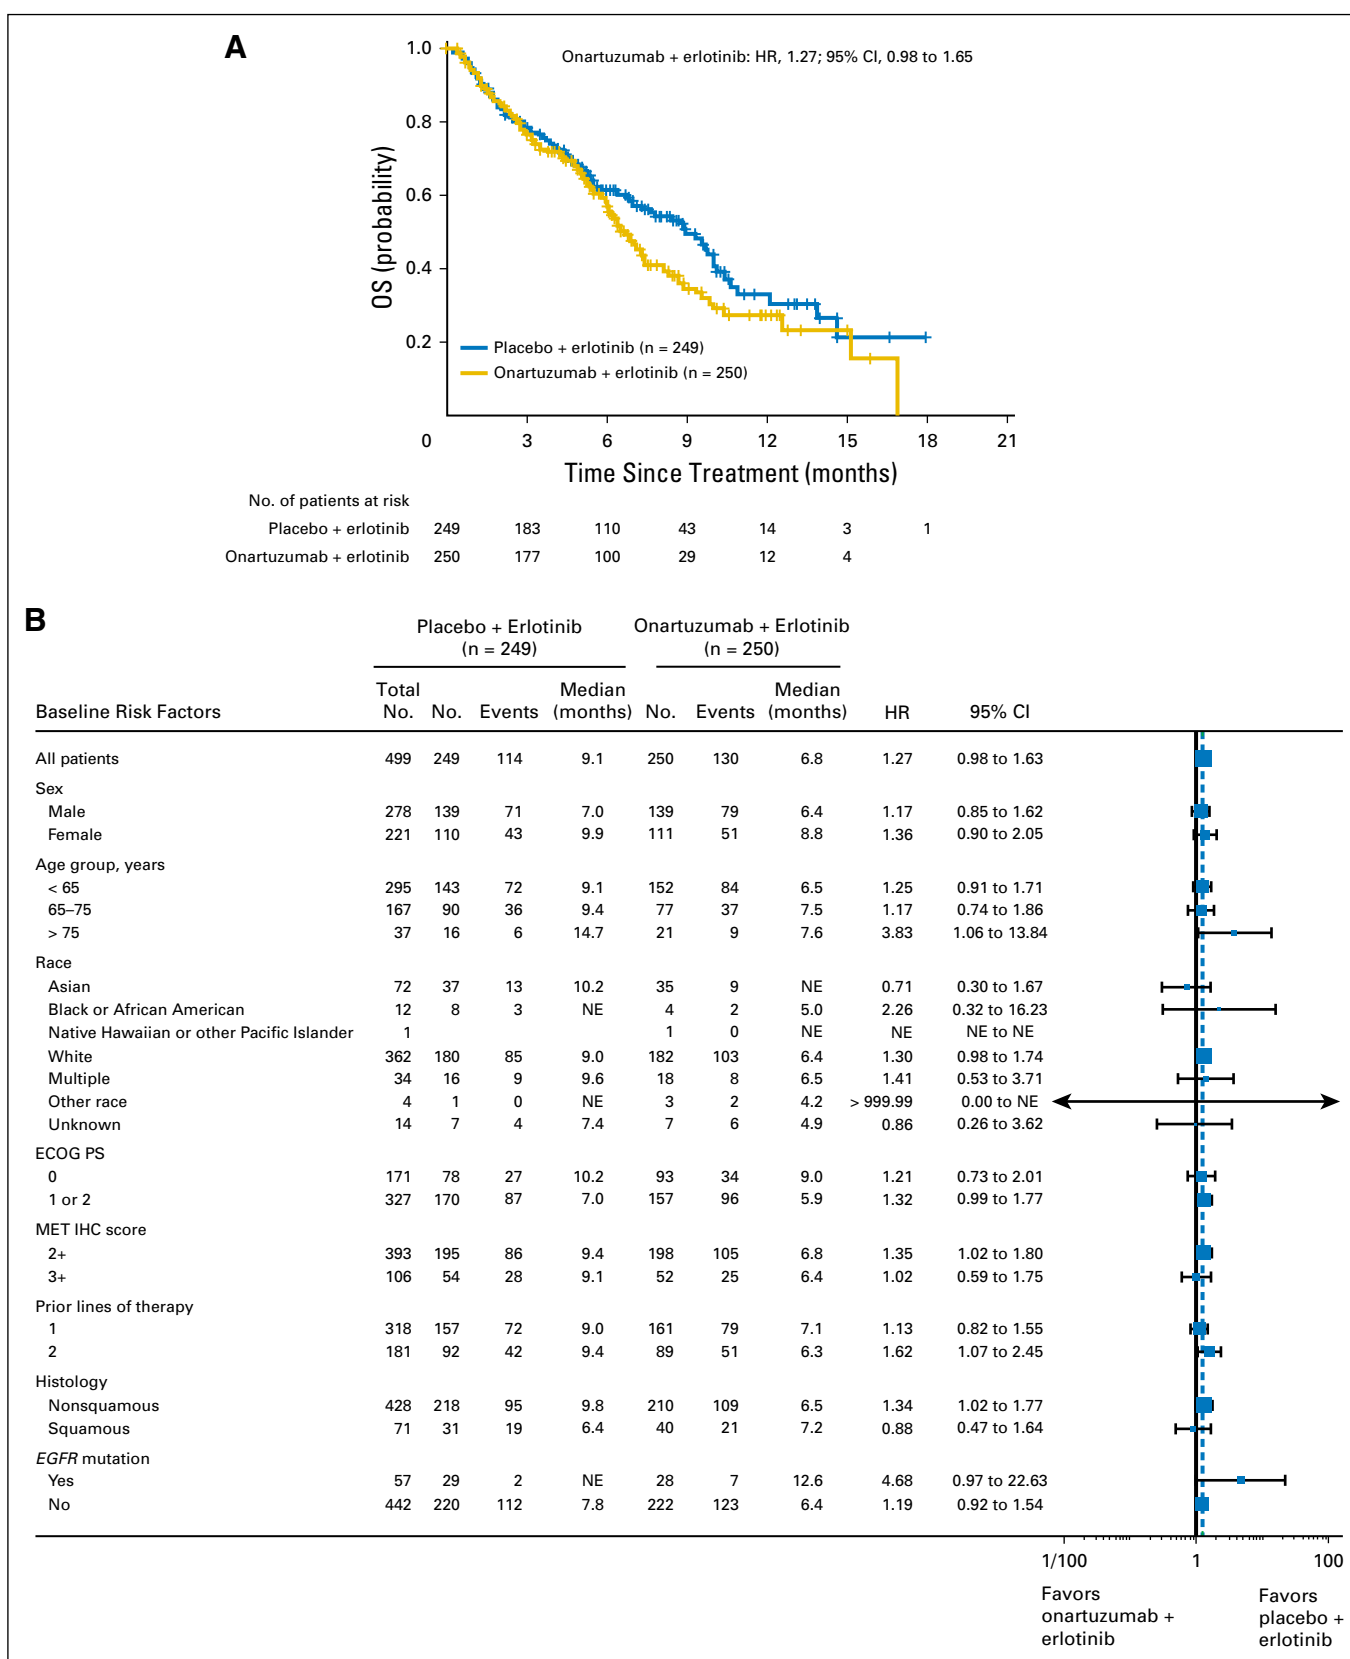 A
1.0
0.8
0.6
0.4
0.2
OS (probability)
Onartuzumab + erlotinib: HR, 1.27; 95% CI, 0.98 to 1.65
Placebo + erlotinib (n = 249)
Onartuzumab + erlotinib (n = 250)
0 3 6 9 12 15 18 21
Time Since Treatment (months)
No. of patients at risk
Placebo + erlotinib 249 183 110 43 14 3 1
Onartuzumab + erlotinib 250 177 100 29 12 4
B
Placebo + Erlotinib Onartuzumab + Erlotinib
(n = 249) (n = 250)
Total Median Median
Baseline Risk Factors No. No. Events (months) No. Events (months) HR 95% CI
All patients 499 249 114 9.1 250 130 6.8 1.27 0.98 to 1.63
Sex
Male 278 139 71 7.0 139 79 6.4 1.17 0.85 to 1.62
Female 221 110 43 9.9 111 51 8.8 1.36 0.90 to 2.05
Age group, years
< 65 295 143 72 9.1 152 84 6.5 1.25 0.91 to 1.71
65–75 167 90 36 9.4 77 37 7.5 1.17 0.74 to 1.86
> 75 37 16 6 14.7 21 9 7.6 3.83 1.06 to 13.84
Race
Asian 72 37 13 10.2 35 9 NE 0.71 0.30 to 1.67
Black or African American 12 8 3 NE 4 2 5.0 2.26 0.32 to 16.23
Native Hawaiian or other Pacific Islander 1 1 0 NE NE NE to NE
White 362 180 85 9.0 182 103 6.4 1.30 0.98 to 1.74
Multiple 34 16 9 9.6 18 8 6.5 1.41 0.53 to 3.71
Other race 4 1 0 NE 3 2 4.2 > 999.99 0.00 to NE
Unknown 14 7 4 7.4 7 6 4.9 0.86 0.26 to 3.62
ECOG PS
0 171 78 27 10.2 93 34 9.0 1.21 0.73 to 2.01
1 or 2 327 170 87 7.0 157 96 5.9 1.32 0.99 to 1.77
MET IHC score
2+ 393 195 86 9.4 198 105 6.8 1.35 1.02 to 1.80
3+ 106 54 28 9.1 52 25 6.4 1.02 0.59 to 1.75
Prior lines of therapy
1 318 157 72 9.0 161 79 7.1 1.13 0.82 to 1.55
2 181 92 42 9.4 89 51 6.3 1.62 1.07 to 2.45
Histology
Nonsquamous 428 218 95 9.8 210 109 6.5 1.34 1.02 to 1.77
Squamous 71 31 19 6.4 40 21 7.2 0.88 0.47 to 1.64
EGFR mutation
Yes 57 29 2 NE 28 7 12.6 4.68 0.97 to 22.63
No 442 220 112 7.8 222 123 6.4 1.19 0.92 to 1.54
1/100 1 100
Favors Favors
onartuzumab + placebo +
erlotinib erlotinib